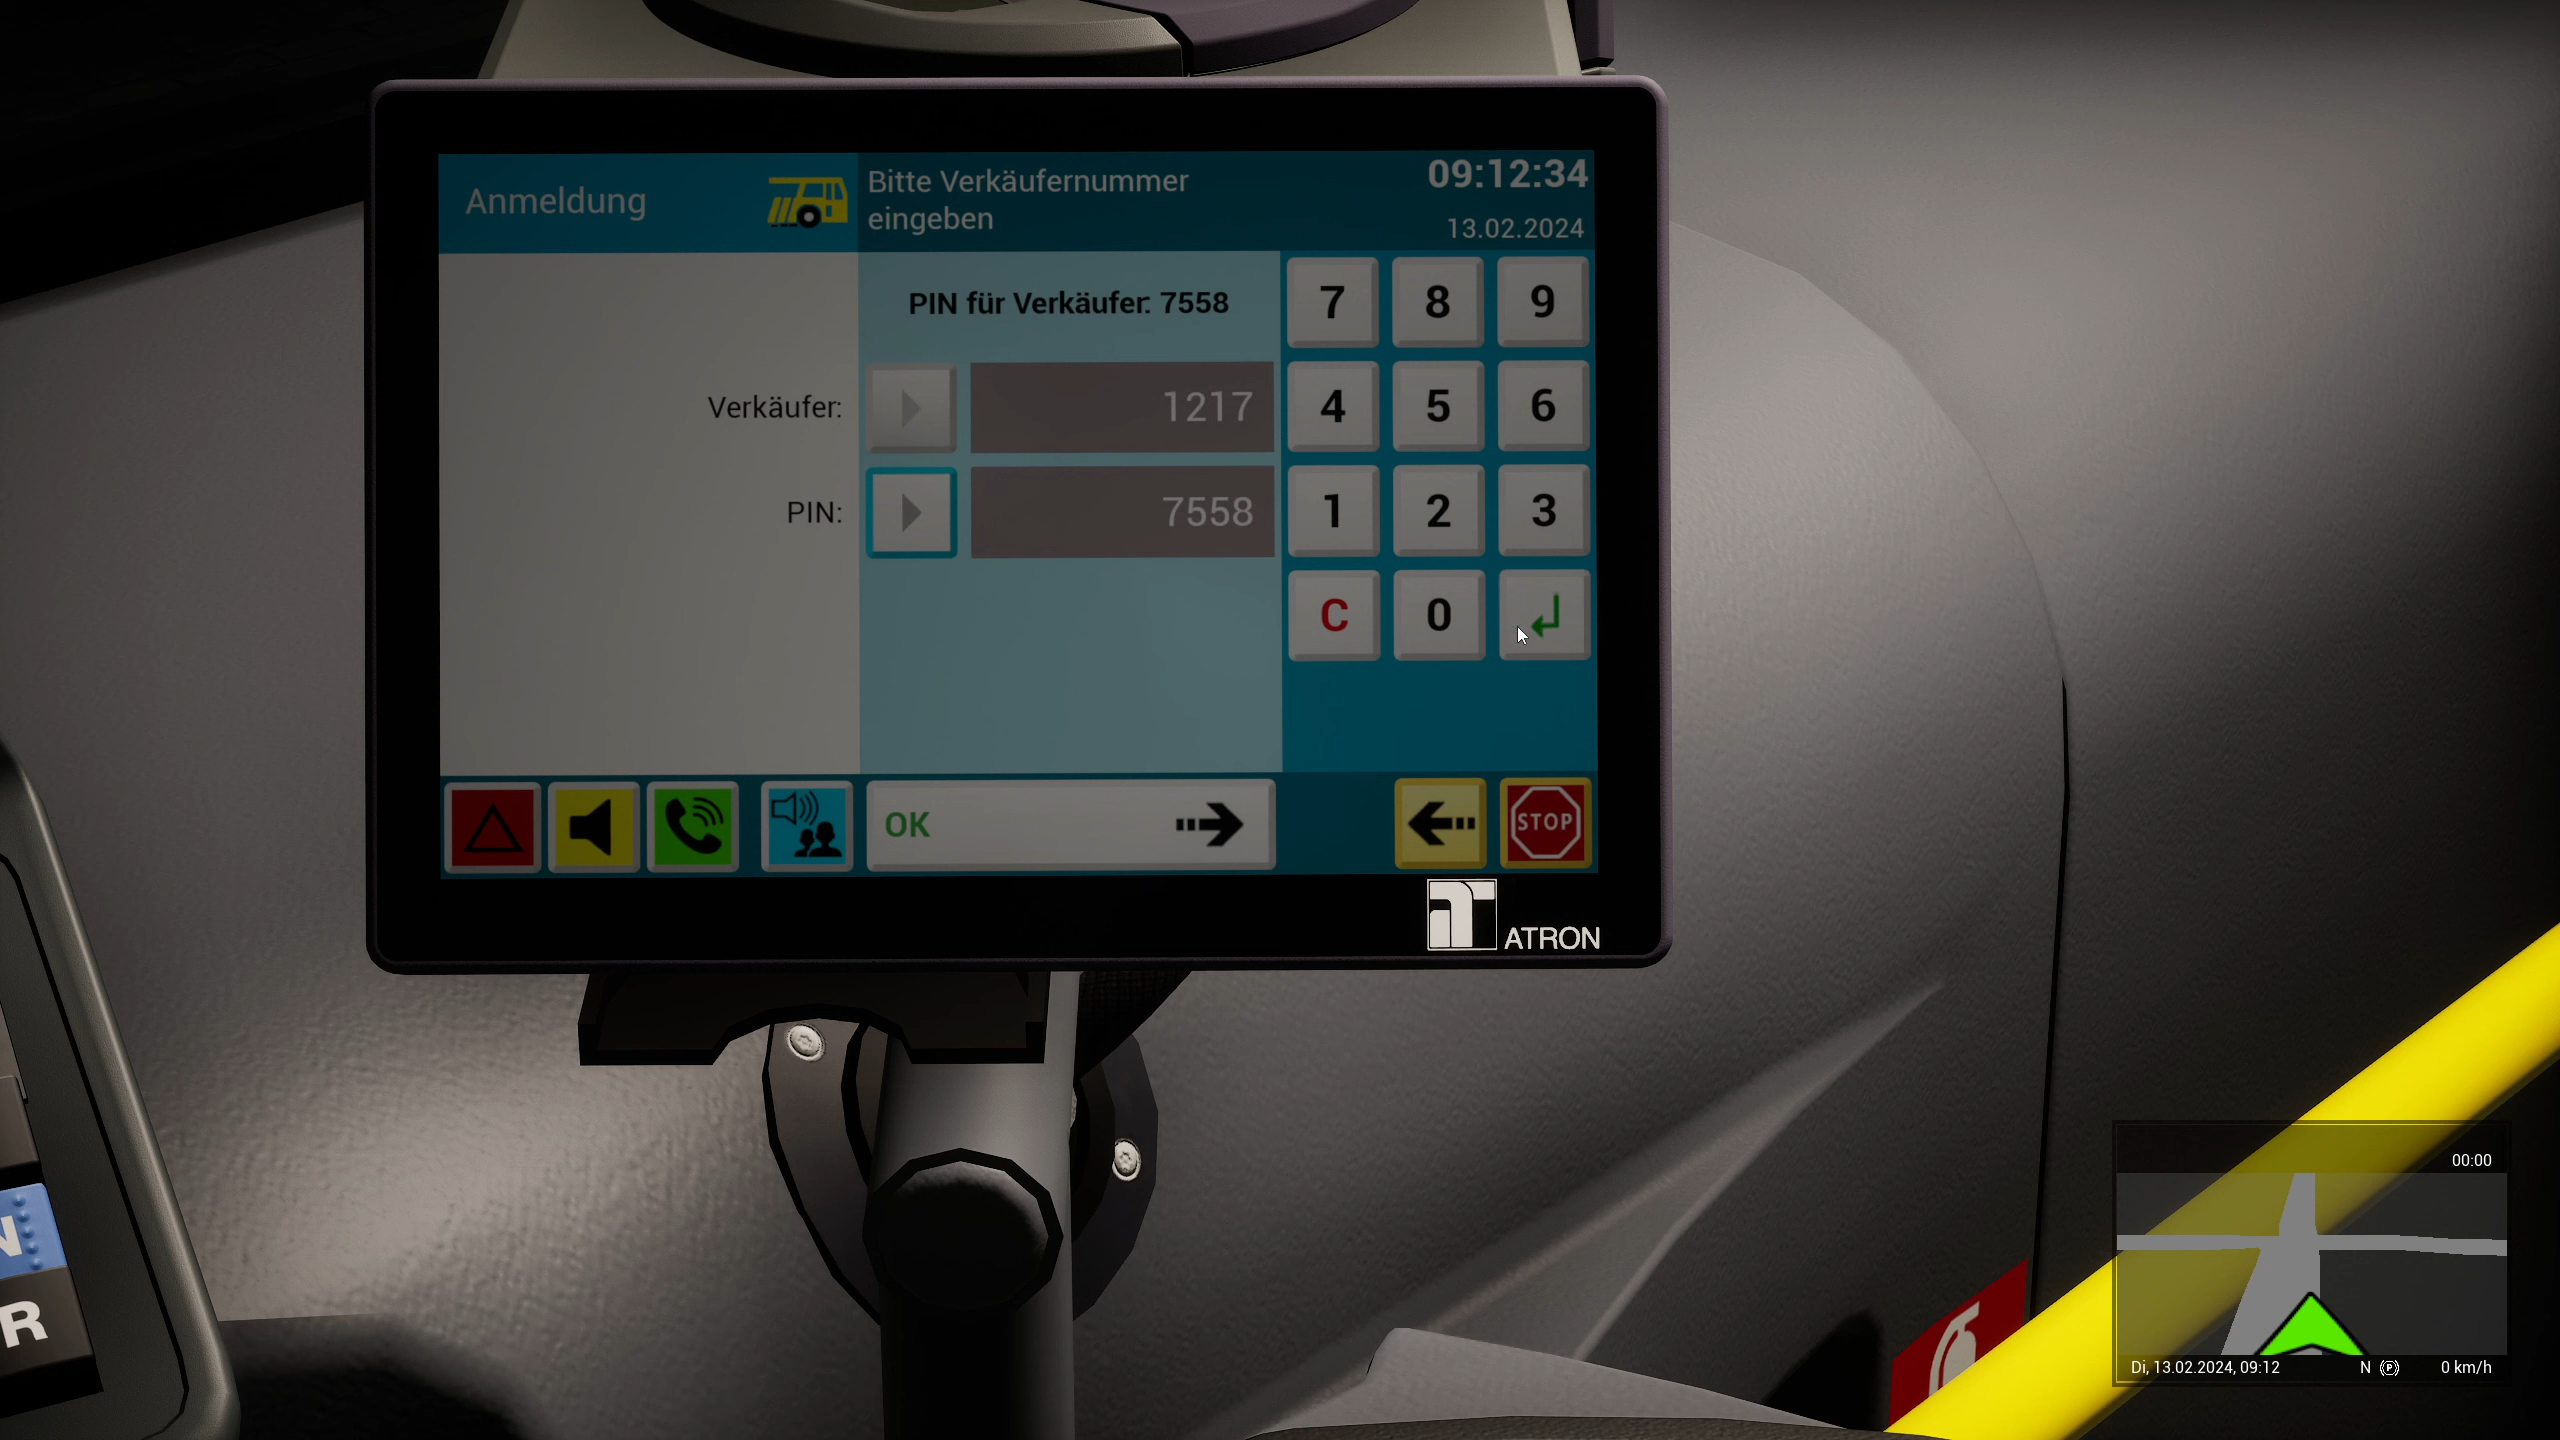 Anmeldung
Bitte Verkäufernummer
eingeben
09:12:34
13.02.2024
PIN für Verkäufer: 7558
7 8 9
Verkäufer: 1217
4 5 6
PIN: 7558
1 2 3
C 0
OK
STOP
ATRON
N
R
00:00
Di, 13.02.2024, 09:12 N P 0 km/h